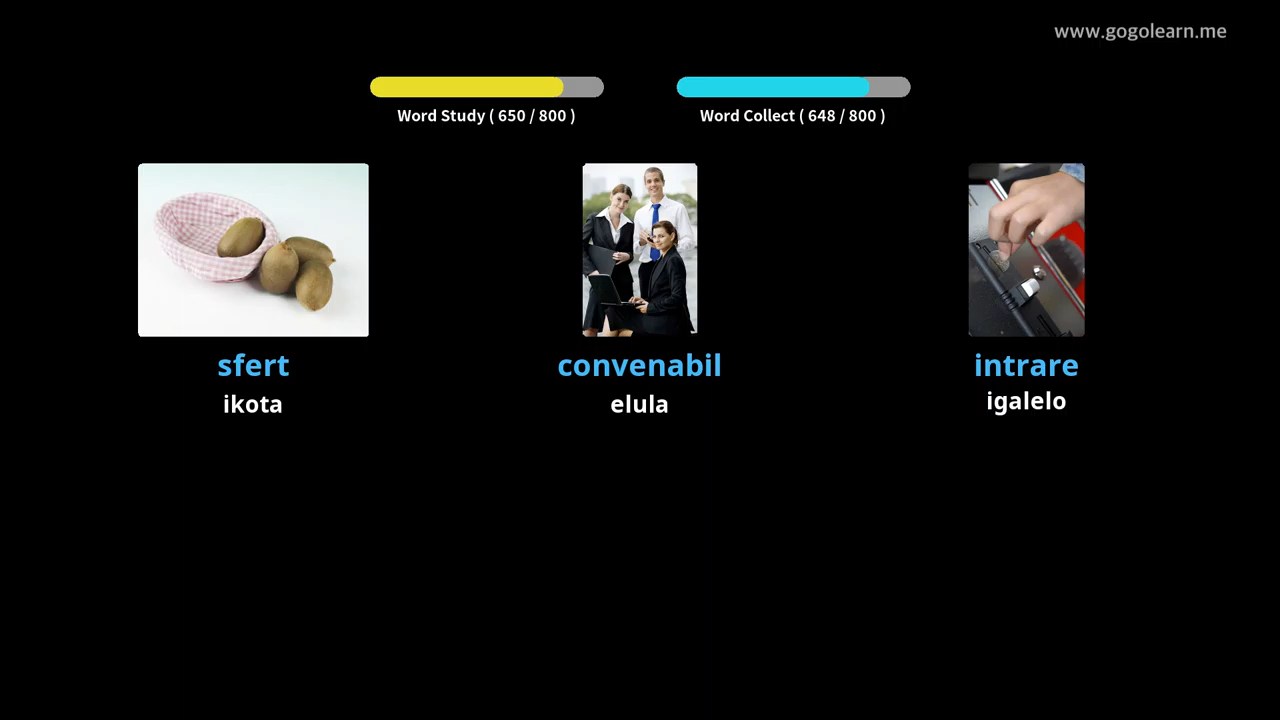 www.gogolearn.me
Word Study ( 650 / 800 )
Word Collect ( 648 / 800 )
sfert
ikota
convenabil
elula
intrare
igalelo